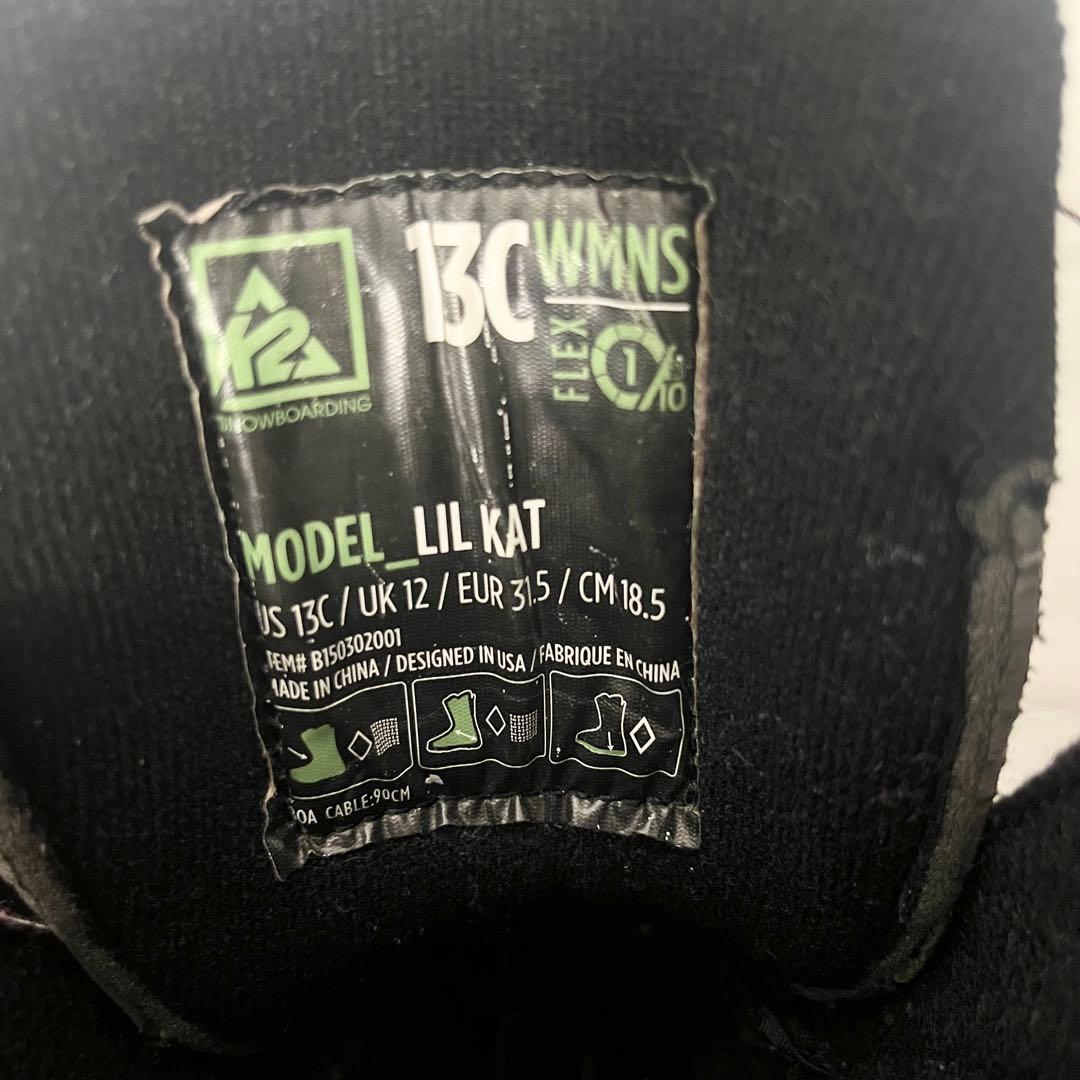 K2
SNOWBOARDING
13C WMNS
FLEX 1/10
MODEL_LIL KAT
US 13C / UK 12 / EUR 31.5 / CM 18.5
ITEM# B150302001
MADE IN CHINA / DESIGNED IN USA / FABRIQUE EN CHINA
BOA CABLE:90CM